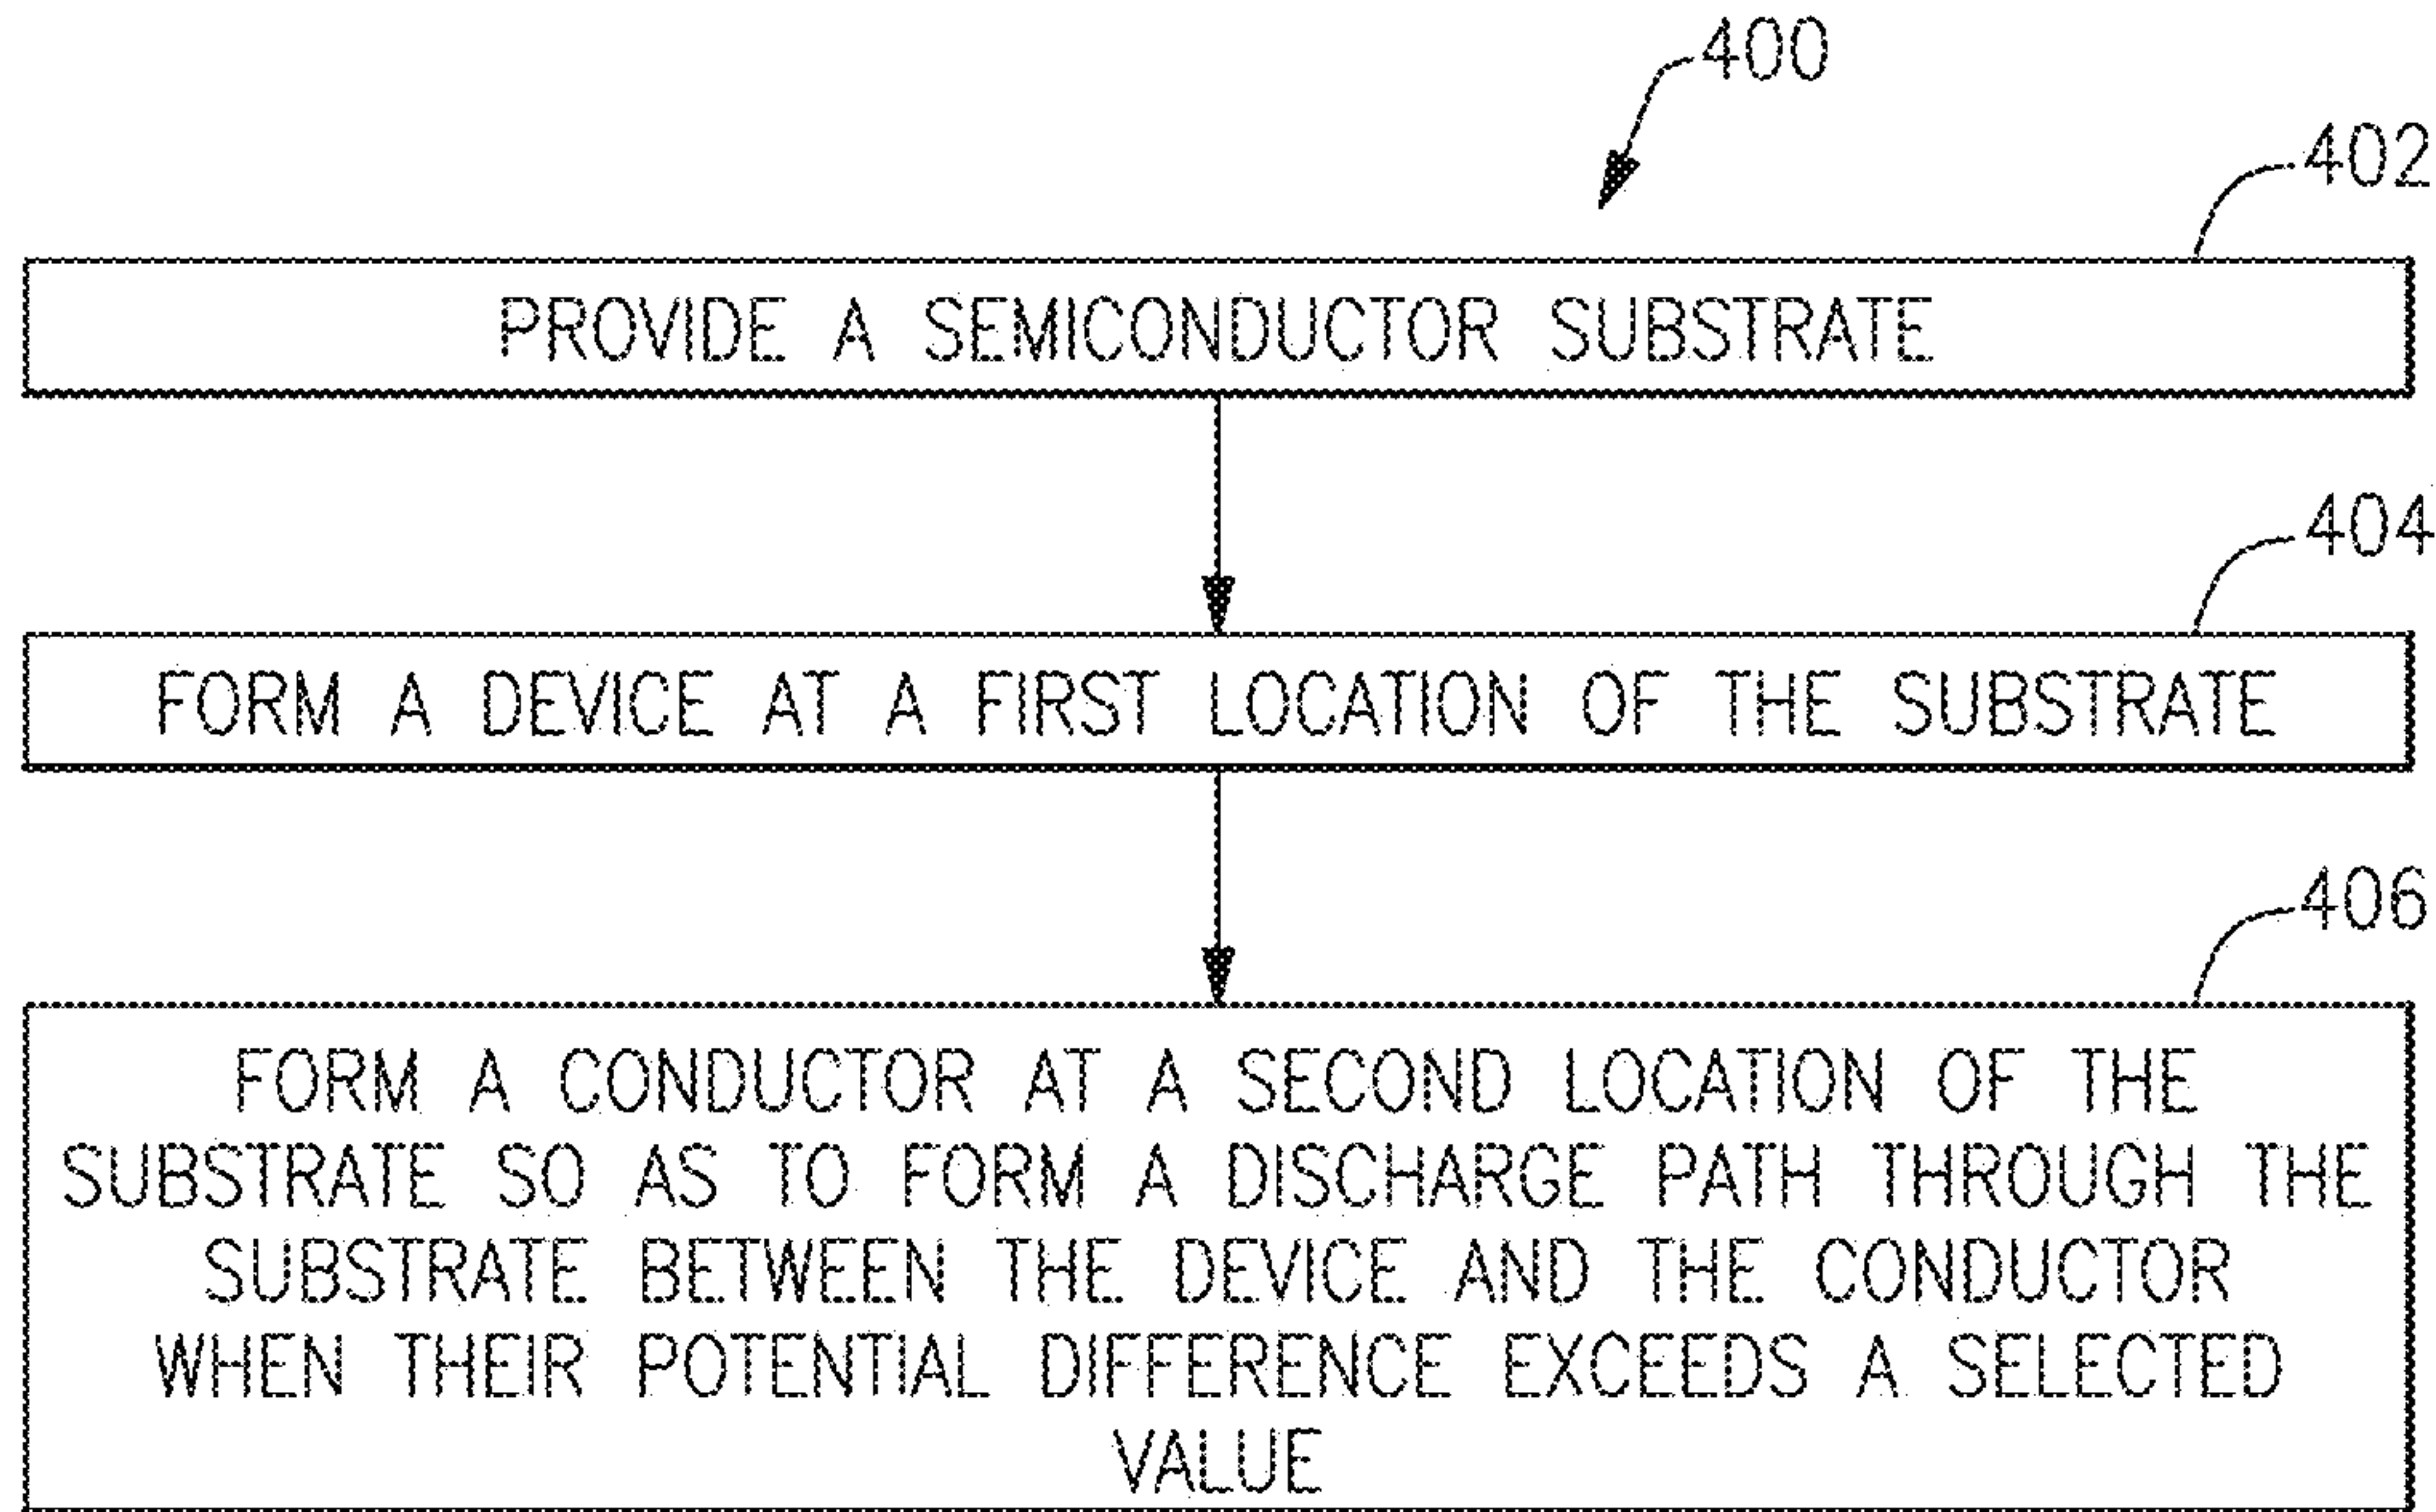 400
402
PROVIDE A SEMICONDUCTOR SUBSTRATE
404
FORM A DEVICE AT A FIRST LOCATION OF THE SUBSTRATE
406
FORM A CONDUCTOR AT A SECOND LOCATION OF THE
SUBSTRATE SO AS TO FORM A DISCHARGE PATH THROUGH THE
SUBSTRATE BETWEEN THE DEVICE AND THE CONDUCTOR
WHEN THEIR POTENTIAL DIFFERENCE EXCEEDS A SELECTED
VALUE